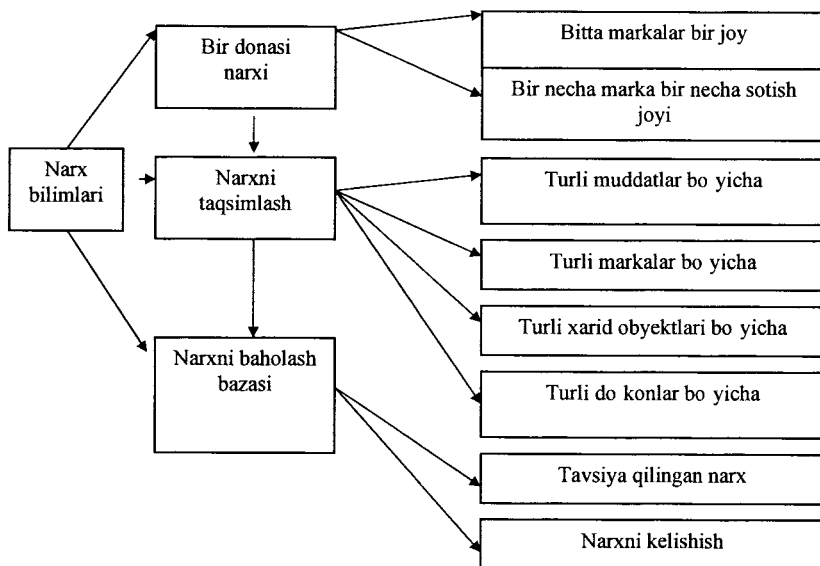 Narx
bilimlari
Bir donasi
narxi
Narxni
taqsimlash
Narxni baholash
bazasi
Bitta markalar bir joy
Bir necha marka bir necha sotish
joyi
Turli muddatlar bo yicha
Turli markalar bo yicha
Turli xarid obyektlari bo yicha
Turli do konlar bo yicha
Tavsiya qilingan narx
Narxni kelishish